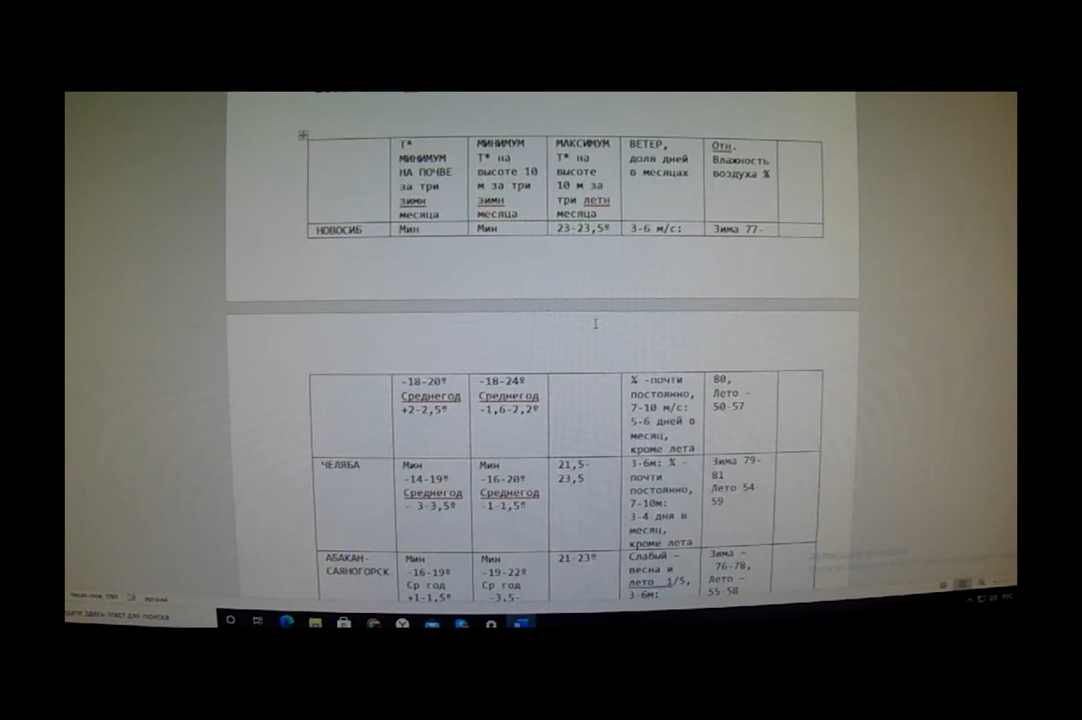 Т*
МИНИМУМ
НА ПОЧВЕ
за три
зимн
месяца
МИНИМУМ
Т* на
высоте 10
м за три
зимн
месяца
МАКСИМУМ
Т* на
высоте
10 м за
три летн
месяца
ВЕТЕР,
доля дней
в месяцах
Отн.
Влажность
воздуха %
НОВОСИБ
Мин
Мин
23-23,5º
3-6 м/с:
Зима 77-
-18-20º
Среднегод
+2-2,5º
-18-24º
Среднегод
-1,6-2,2º
% -почти
постоянно,
7-10 м/с:
5-6 дней в
месяц,
кроме лета
80,
Лето -
50-57
ЧЕЛЯБА
Мин
-14-19º
Среднегод
- 3-3,5º
Мин
-16-20º
Среднегод
-1-1,5º
21,5-
23,5
3-6м: % -
почти
постоянно,
7-10м:
3-4 дня в
месяц,
кроме лета
Зима 79-
81
Лето 54
59
АБАКАН-
САЯНОГОРСК
Мин
-16-19º
Ср год
+1-1,5º
Мин
-19-22º
Ср год
-3,5-
21-23º
Слабый –
весна и
лето 1/5,
3-6м:
Зима –
76-78,
Лето –
55-58
здесь текст для поиска